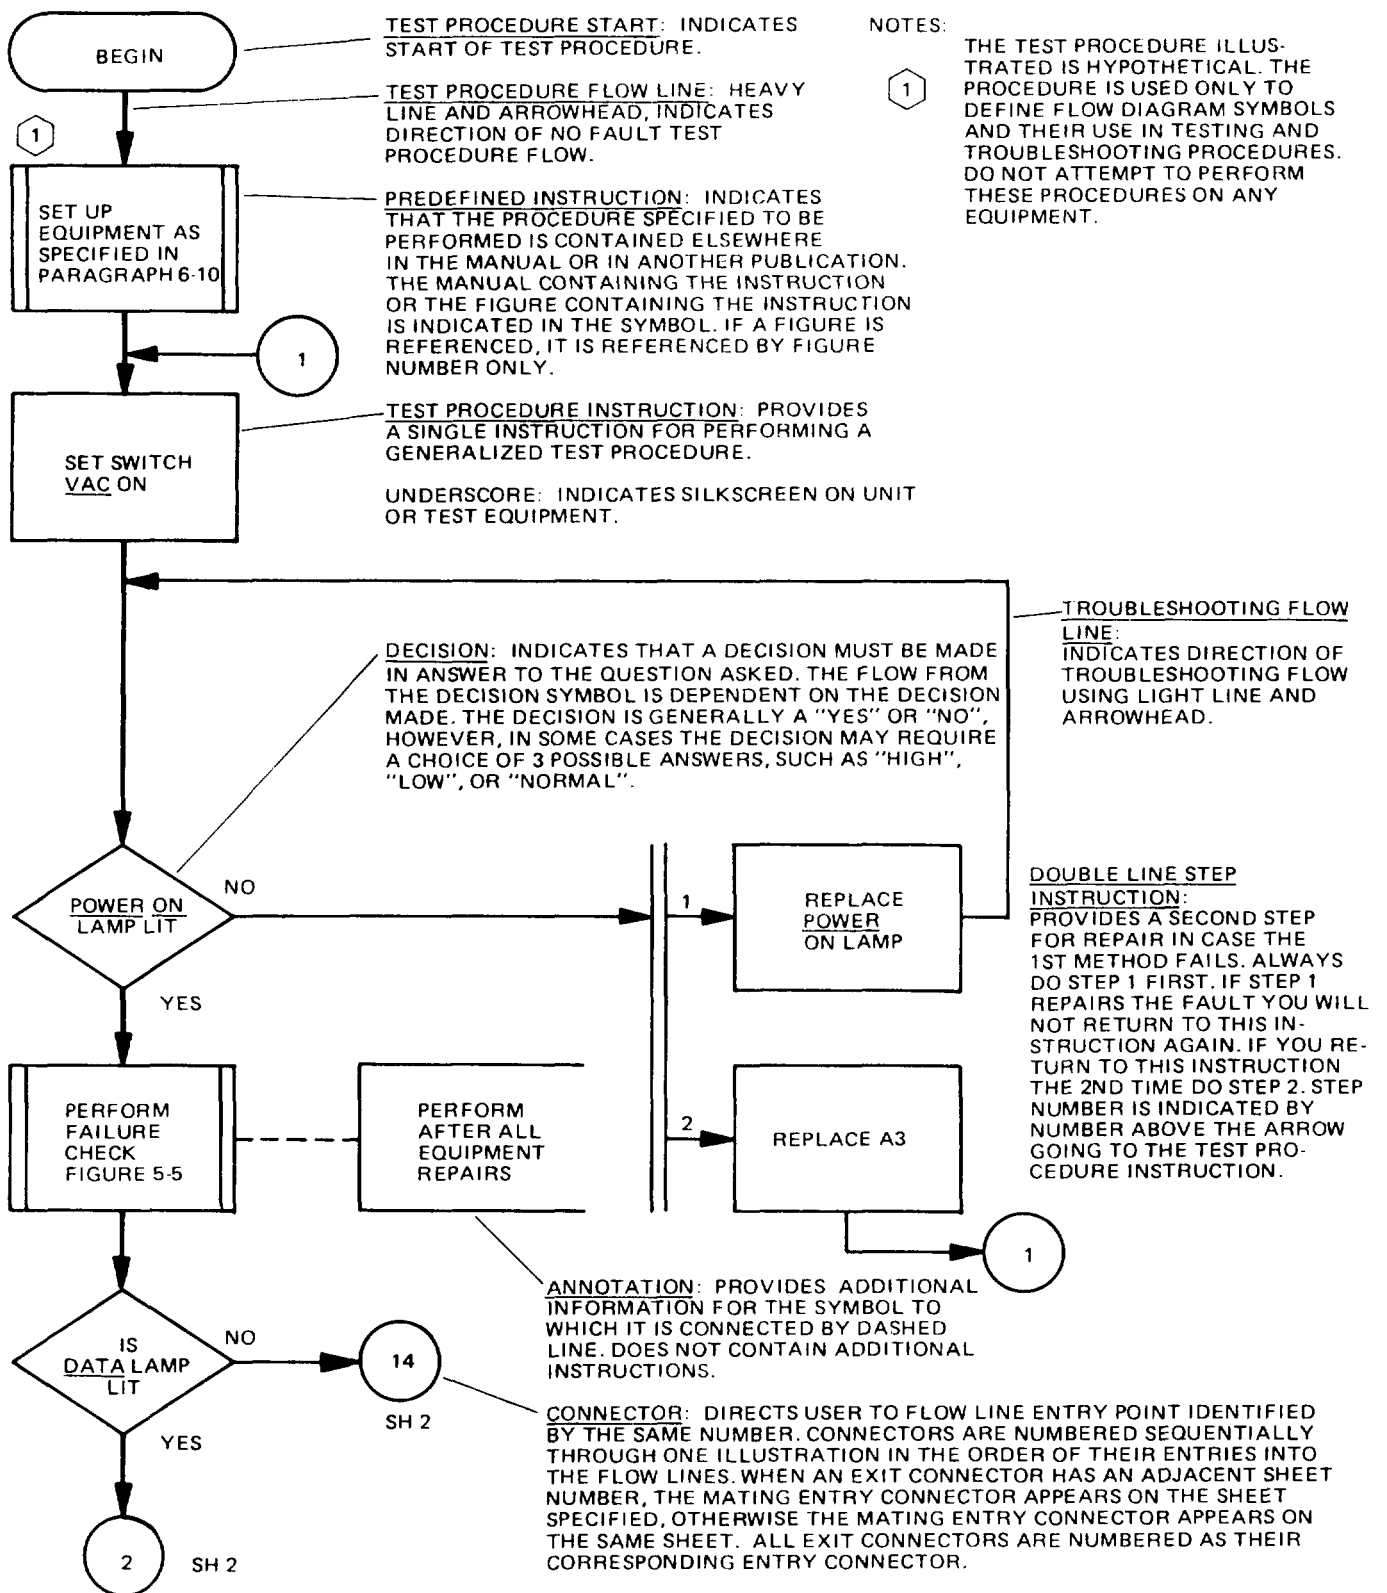 BEGIN
TEST PROCEDURE START: INDICATES
START OF TEST PROCEDURE.
NOTES:
1
THE TEST PROCEDURE ILLUS-
TRATED IS HYPOTHETICAL. THE
PROCEDURE IS USED ONLY TO
DEFINE FLOW DIAGRAM SYMBOLS
AND THEIR USE IN TESTING AND
TROUBLESHOOTING PROCEDURES.
DO NOT ATTEMPT TO PERFORM
THESE PROCEDURES ON ANY
EQUIPMENT.
TEST PROCEDURE FLOW LINE: HEAVY
LINE AND ARROWHEAD, INDICATES
DIRECTION OF NO FAULT TEST
PROCEDURE FLOW.
1
SET UP
EQUIPMENT AS
SPECIFIED IN
PARAGRAPH 6-10
PREDEFINED INSTRUCTION: INDICATES
THAT THE PROCEDURE SPECIFIED TO BE
PERFORMED IS CONTAINED ELSEWHERE
IN THE MANUAL OR IN ANOTHER PUBLICATION.
THE MANUAL CONTAINING THE INSTRUCTION
OR THE FIGURE CONTAINING THE INSTRUCTION
IS INDICATED IN THE SYMBOL. IF A FIGURE IS
REFERENCED, IT IS REFERENCED BY FIGURE
NUMBER ONLY.
1
SET SWITCH
VAC ON
TEST PROCEDURE INSTRUCTION: PROVIDES
A SINGLE INSTRUCTION FOR PERFORMING A
GENERALIZED TEST PROCEDURE.
UNDERSCORE: INDICATES SILKSCREEN ON UNIT
OR TEST EQUIPMENT.
TROUBLESHOOTING FLOW
LINE:
INDICATES DIRECTION OF
TROUBLESHOOTING FLOW
USING LIGHT LINE AND
ARROWHEAD.
DECISION: INDICATES THAT A DECISION MUST BE MADE
IN ANSWER TO THE QUESTION ASKED. THE FLOW FROM
THE DECISION SYMBOL IS DEPENDENT ON THE DECISION
MADE. THE DECISION IS GENERALLY A "YES" OR "NO",
HOWEVER, IN SOME CASES THE DECISION MAY REQUIRE
A CHOICE OF 3 POSSIBLE ANSWERS, SUCH AS "HIGH",
"LOW", OR "NORMAL".
POWER ON
LAMP LIT
NO
YES
1
REPLACE
POWER
ON LAMP
DOUBLE LINE STEP
INSTRUCTION:
PROVIDES A SECOND STEP
FOR REPAIR IN CASE THE
1ST METHOD FAILS. ALWAYS
DO STEP 1 FIRST. IF STEP 1
REPAIRS THE FAULT YOU WILL
NOT RETURN TO THIS IN-
STRUCTION AGAIN. IF YOU RE-
TURN TO THIS INSTRUCTION
THE 2ND TIME DO STEP 2. STEP
NUMBER IS INDICATED BY
NUMBER ABOVE THE ARROW
GOING TO THE TEST PRO-
CEDURE INSTRUCTION.
PERFORM
FAILURE
CHECK
FIGURE 5-5
PERFORM
AFTER ALL
EQUIPMENT
REPAIRS
2
REPLACE A3
1
ANNOTATION: PROVIDES ADDITIONAL
INFORMATION FOR THE SYMBOL TO
WHICH IT IS CONNECTED BY DASHED
LINE. DOES NOT CONTAIN ADDITIONAL
INSTRUCTIONS.
IS
DATA LAMP
LIT
NO
14
SH 2
YES
CONNECTOR: DIRECTS USER TO FLOW LINE ENTRY POINT IDENTIFIED
BY THE SAME NUMBER. CONNECTORS ARE NUMBERED SEQUENTIALLY
THROUGH ONE ILLUSTRATION IN THE ORDER OF THEIR ENTRIES INTO
THE FLOW LINES. WHEN AN EXIT CONNECTOR HAS AN ADJACENT SHEET
NUMBER, THE MATING ENTRY CONNECTOR APPEARS ON THE SHEET
SPECIFIED, OTHERWISE THE MATING ENTRY CONNECTOR APPEARS ON
THE SAME SHEET. ALL EXIT CONNECTORS ARE NUMBERED AS THEIR
CORRESPONDING ENTRY CONNECTOR.
2
SH 2